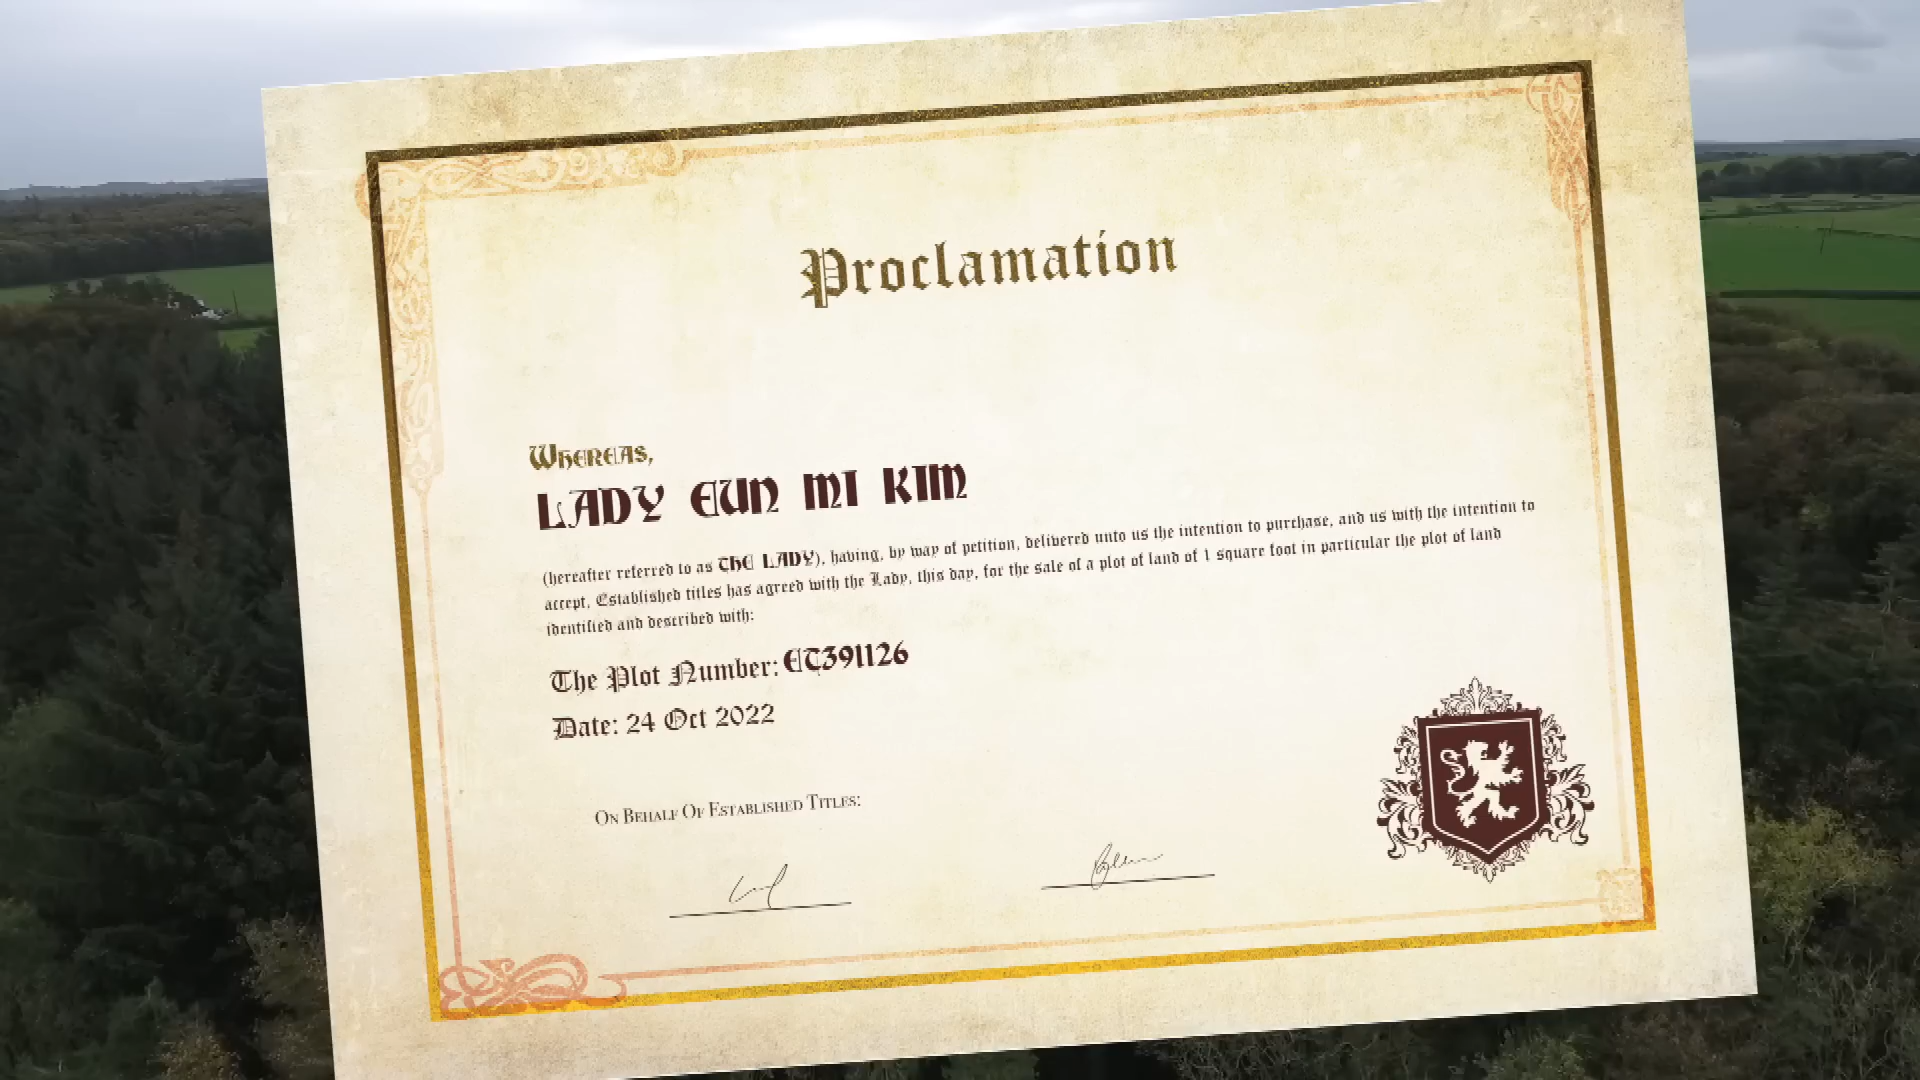 Proclamation
Whereas,
LADY EUN MI KIM
(hereafter referred to as THE LADY), having, by way of petition, delivered unto us the intention to purchase, and us with the intention to
accept, Established titles has agreed with the Lady, this day, for the sale of a plot of land of 1 square foot in particular the plot of land
identified and described with:
The Plot Number: ET391126
Date: 24 Oct 2022
On Behalf Of Established Titles: